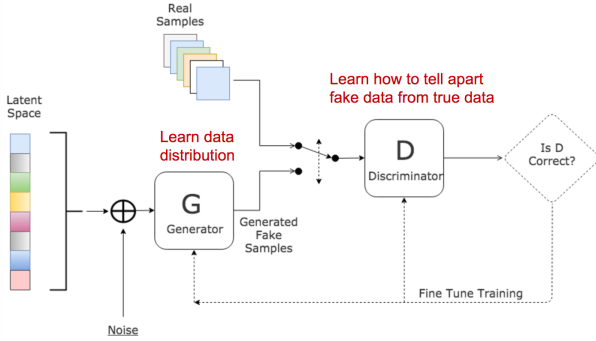 Real
Samples
Learn how to tell apart
fake data from true data
Latent
Space
Learn data
distribution
Is D
Correct?
D
Discriminator
G
Generator
Generated
Fake
Samples
Fine Tune Training
Noise